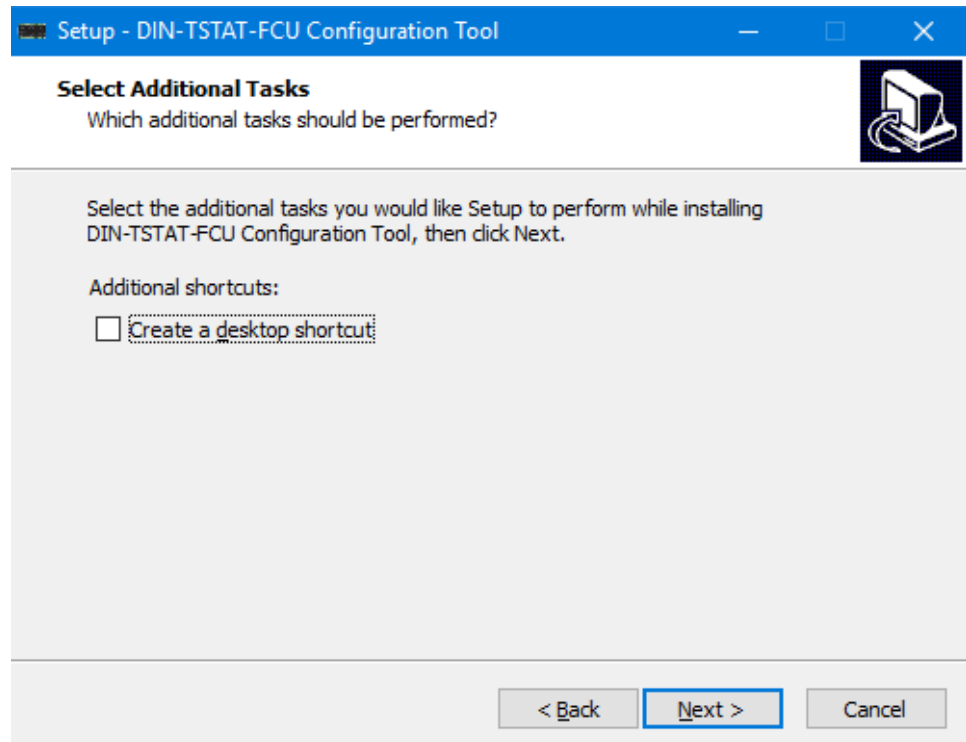 Setup - DIN-TSTAT-FCU Configuration Tool
Select Additional Tasks
Which additional tasks should be performed?
Select the additional tasks you would like Setup to perform while installing
DIN-TSTAT-FCU Configuration Tool, then click Next.
Additional shortcuts:
Create a desktop shortcut
< Back
Next >
Cancel